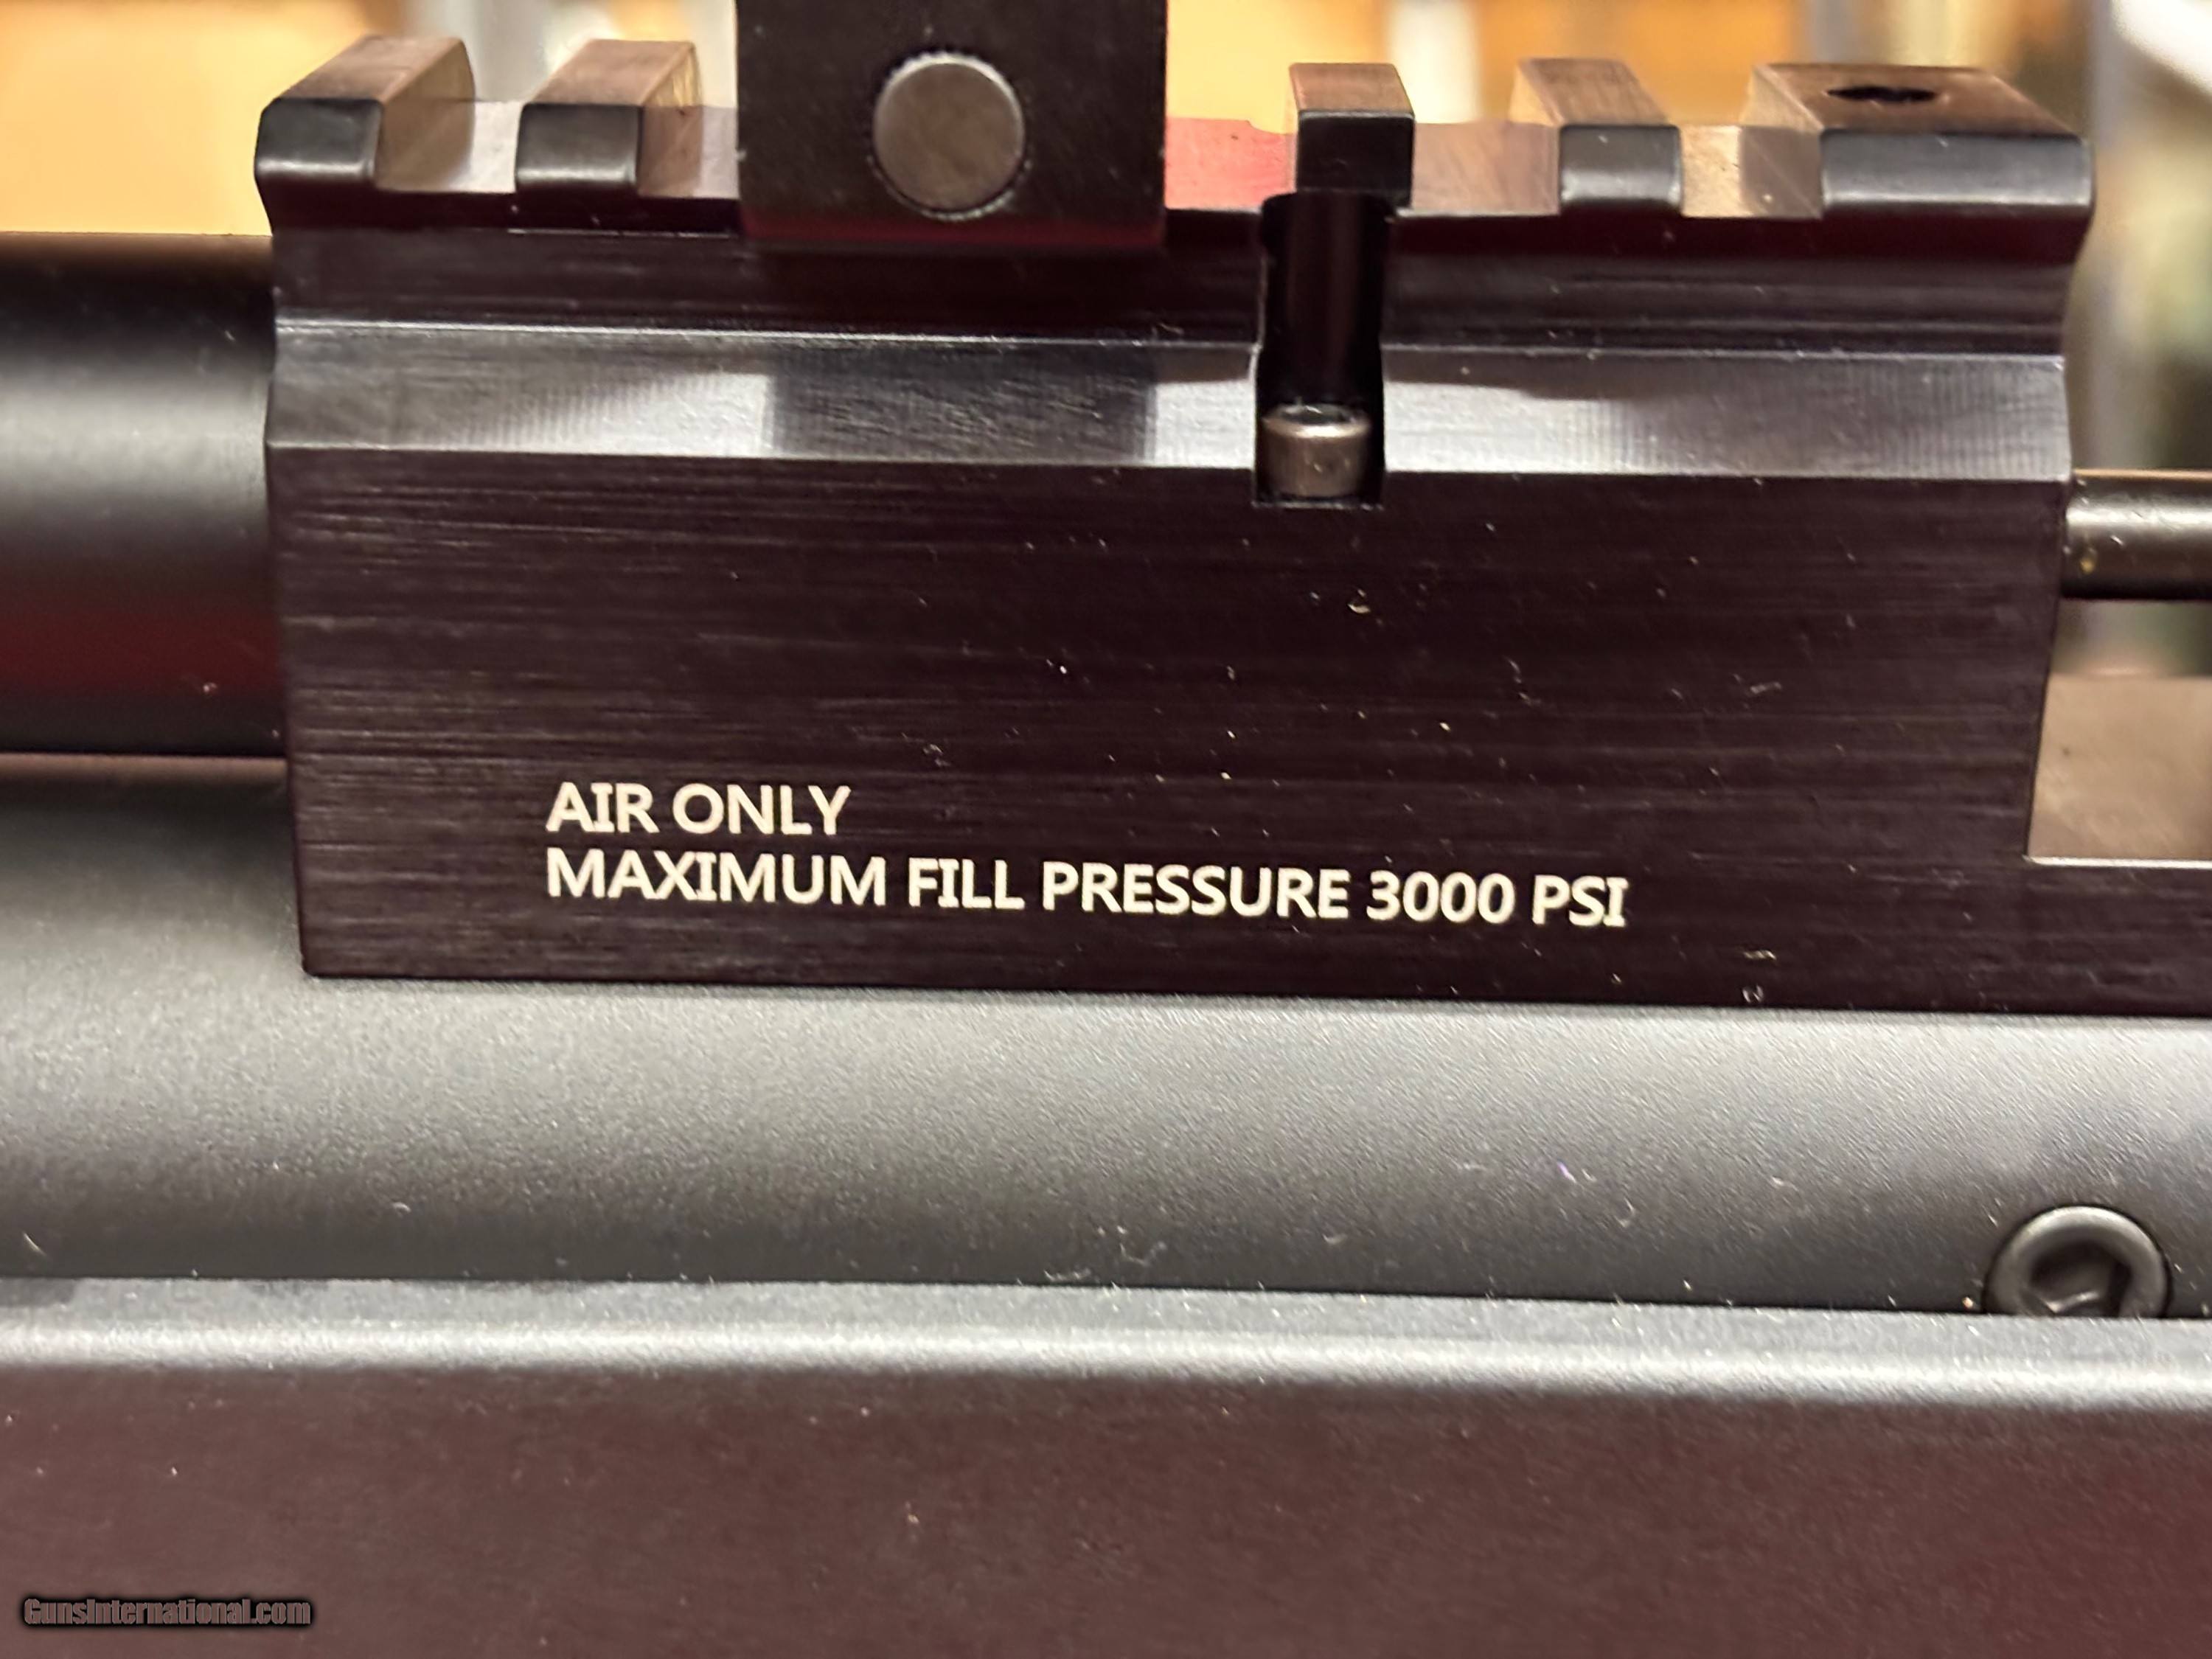 AIR ONLY
MAXIMUM FILL PRESSURE 3000 PSI
GunsInternational.com